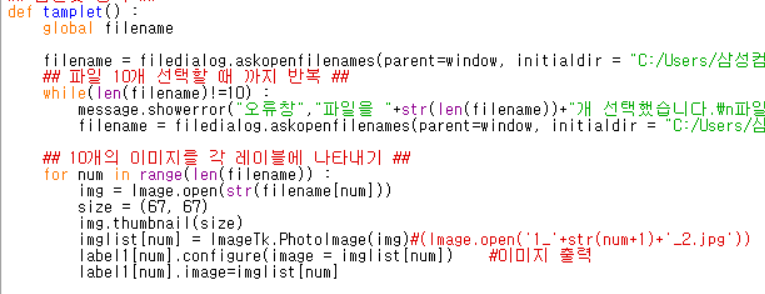 def tamplet() :
    global filename

    filename = filedialog.askopenfilenames(parent=window, initialdir = "C:/Users/삼성컴
    ## 파일 10개 선택할 때 까지 반복 ##
    while(len(filename)!=10) :
        message.showerror("오류창","파일을 "+str(len(filename))+"개 선택했습니다.₩n파일
        filename = filedialog.askopenfilenames(parent=window, initialdir = "C:/Users/삼

    ## 10개의 이미지를 각 레이블에 나타내기 ##
    for num in range(len(filename)) :
        img = Image.open(str(filename[num]))
        size = (67, 67)
        img.thumbnail(size)
        imglist[num] = ImageTk.PhotoImage(img)#(Image.open('1_'+str(num+1)+'_2.jpg'))
        label1[num].configure(image = imglist[num])    #이미지 출력
        label1[num].image=imglist[num]